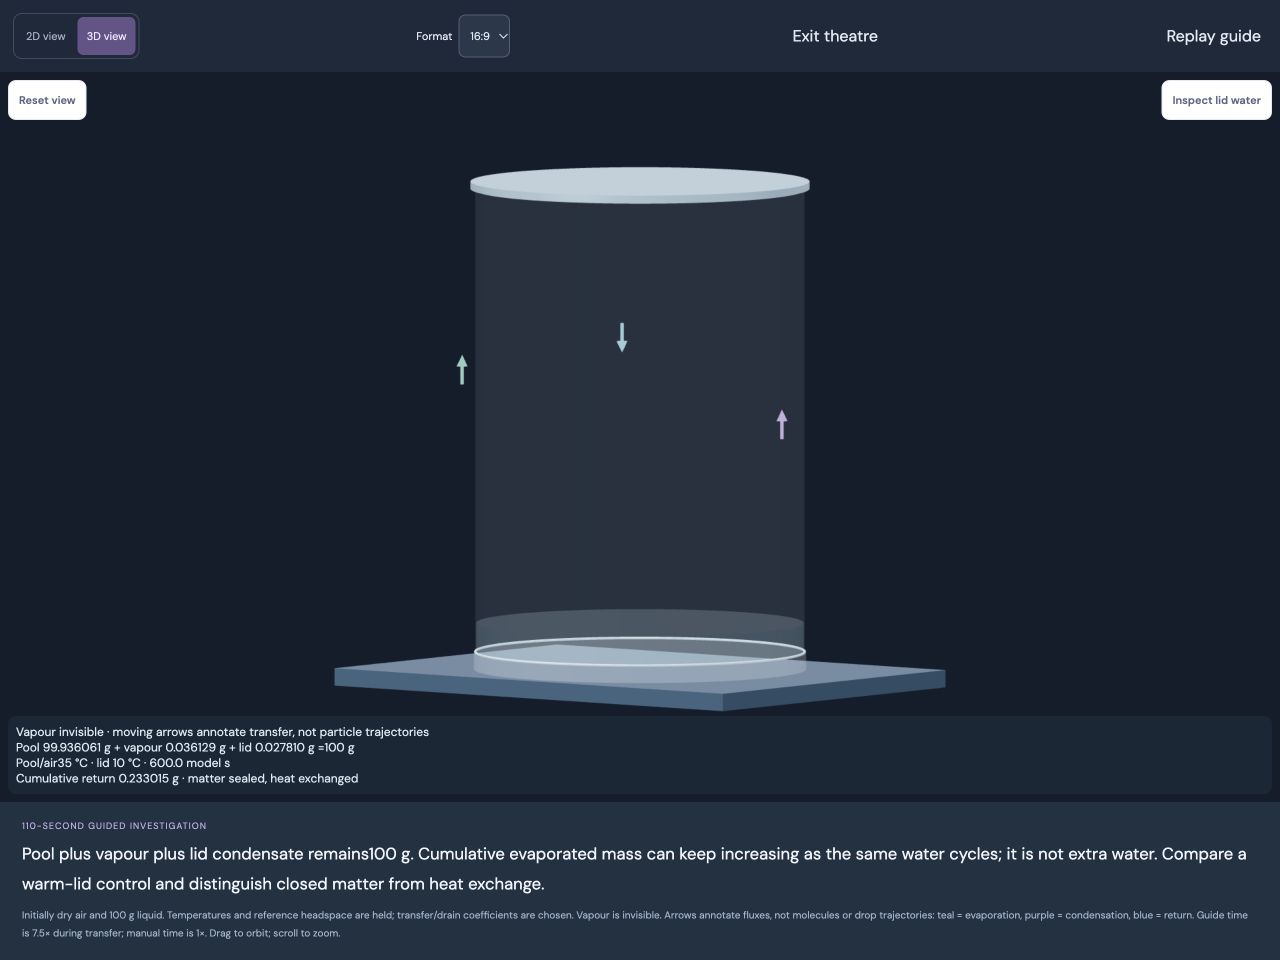 2D view
3D view
Format
16:9
Exit theatre
Replay guide
Reset view
Inspect lid water
Vapour invisible · moving arrows annotate transfer, not particle trajectories
Pool 99.936061 g + vapour 0.036129 g + lid 0.027810 g =100 g
Pool/air35 °C · lid 10 °C · 600.0 model s
Cumulative return 0.233015 g · matter sealed, heat exchanged
110-SECOND GUIDED INVESTIGATION
Pool plus vapour plus lid condensate remains100 g. Cumulative evaporated mass can keep increasing as the same water cycles; it is not extra water. Compare a
warm-lid control and distinguish closed matter from heat exchange.
Initially dry air and 100 g liquid. Temperatures and reference headspace are held; transfer/drain coefficients are chosen. Vapour is invisible. Arrows annotate fluxes, not molecules or drop trajectories: teal = evaporation, purple = condensation, blue = return. Guide time
is 7.5× during transfer; manual time is 1×. Drag to orbit; scroll to zoom.